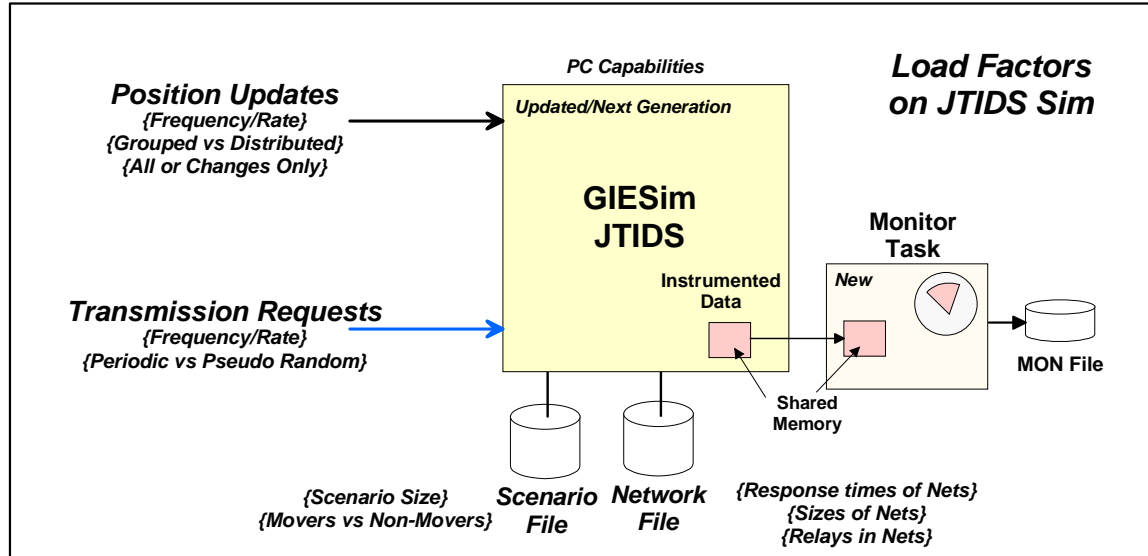 PC Capabilities
Load Factors
on JTIDS Sim
Position Updates
{Frequency/Rate}
{Grouped vs Distributed}
{All or Changes Only}
Updated/Next Generation
GIESim
JTIDS
Monitor
Task
Instrumented
Data
New
Transmission Requests
{Frequency/Rate}
{Periodic vs Pseudo Random}
MON File
Shared
Memory
{Scenario Size}
{Movers vs Non-Movers}
Scenario
File
Network
File
{Response times of Nets}
{Sizes of Nets}
{Relays in Nets}